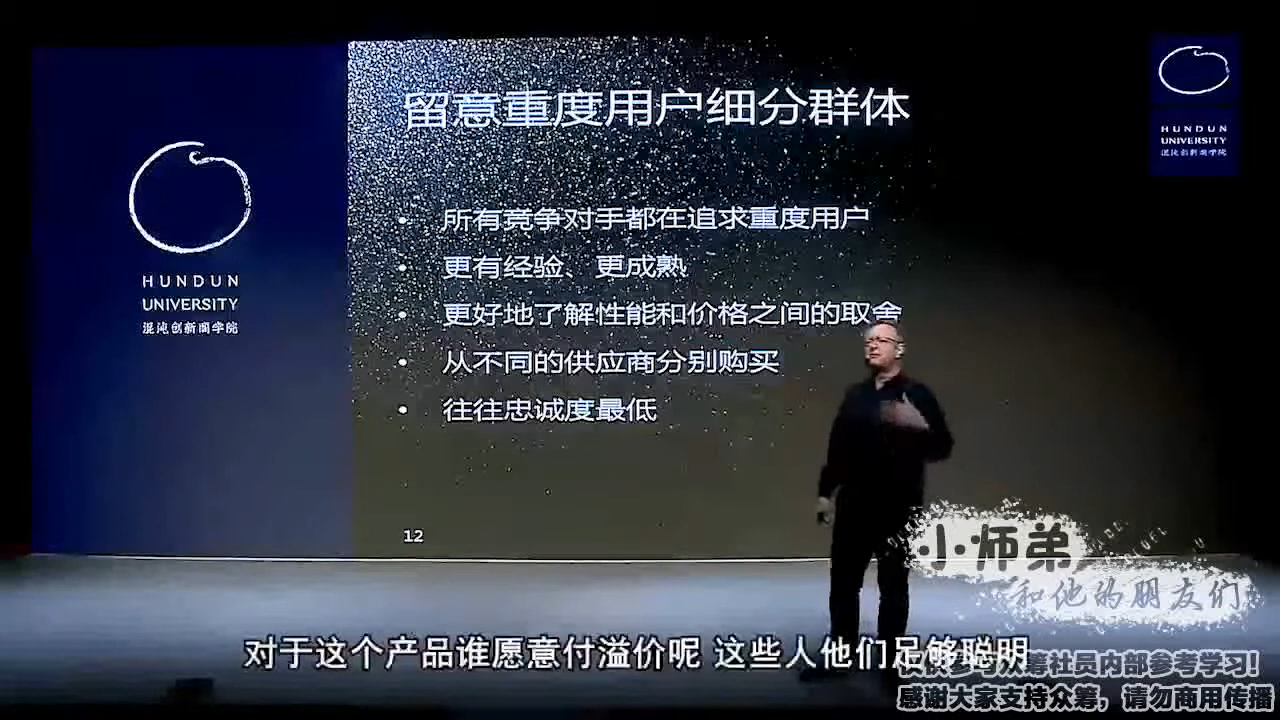 留意重度用户细分群体
HUNDUN
UNIVERSITY
混沌创新商学院
• 所有竞争对手都在追求重度用户
• 更有经验、更成熟
• 更好地了解性能和价格之间的取舍
• 从不同的供应商分别购买
• 往往忠诚度最低
12
HUNDUN
UNIVERSITY
混沌创新商学院
小师弟
和他的朋友们
对于这个产品谁愿意付溢价呢 这些人他们足够聪明
仅供参与众筹社员内部参考学习！
感谢大家支持众筹，请勿商用传播